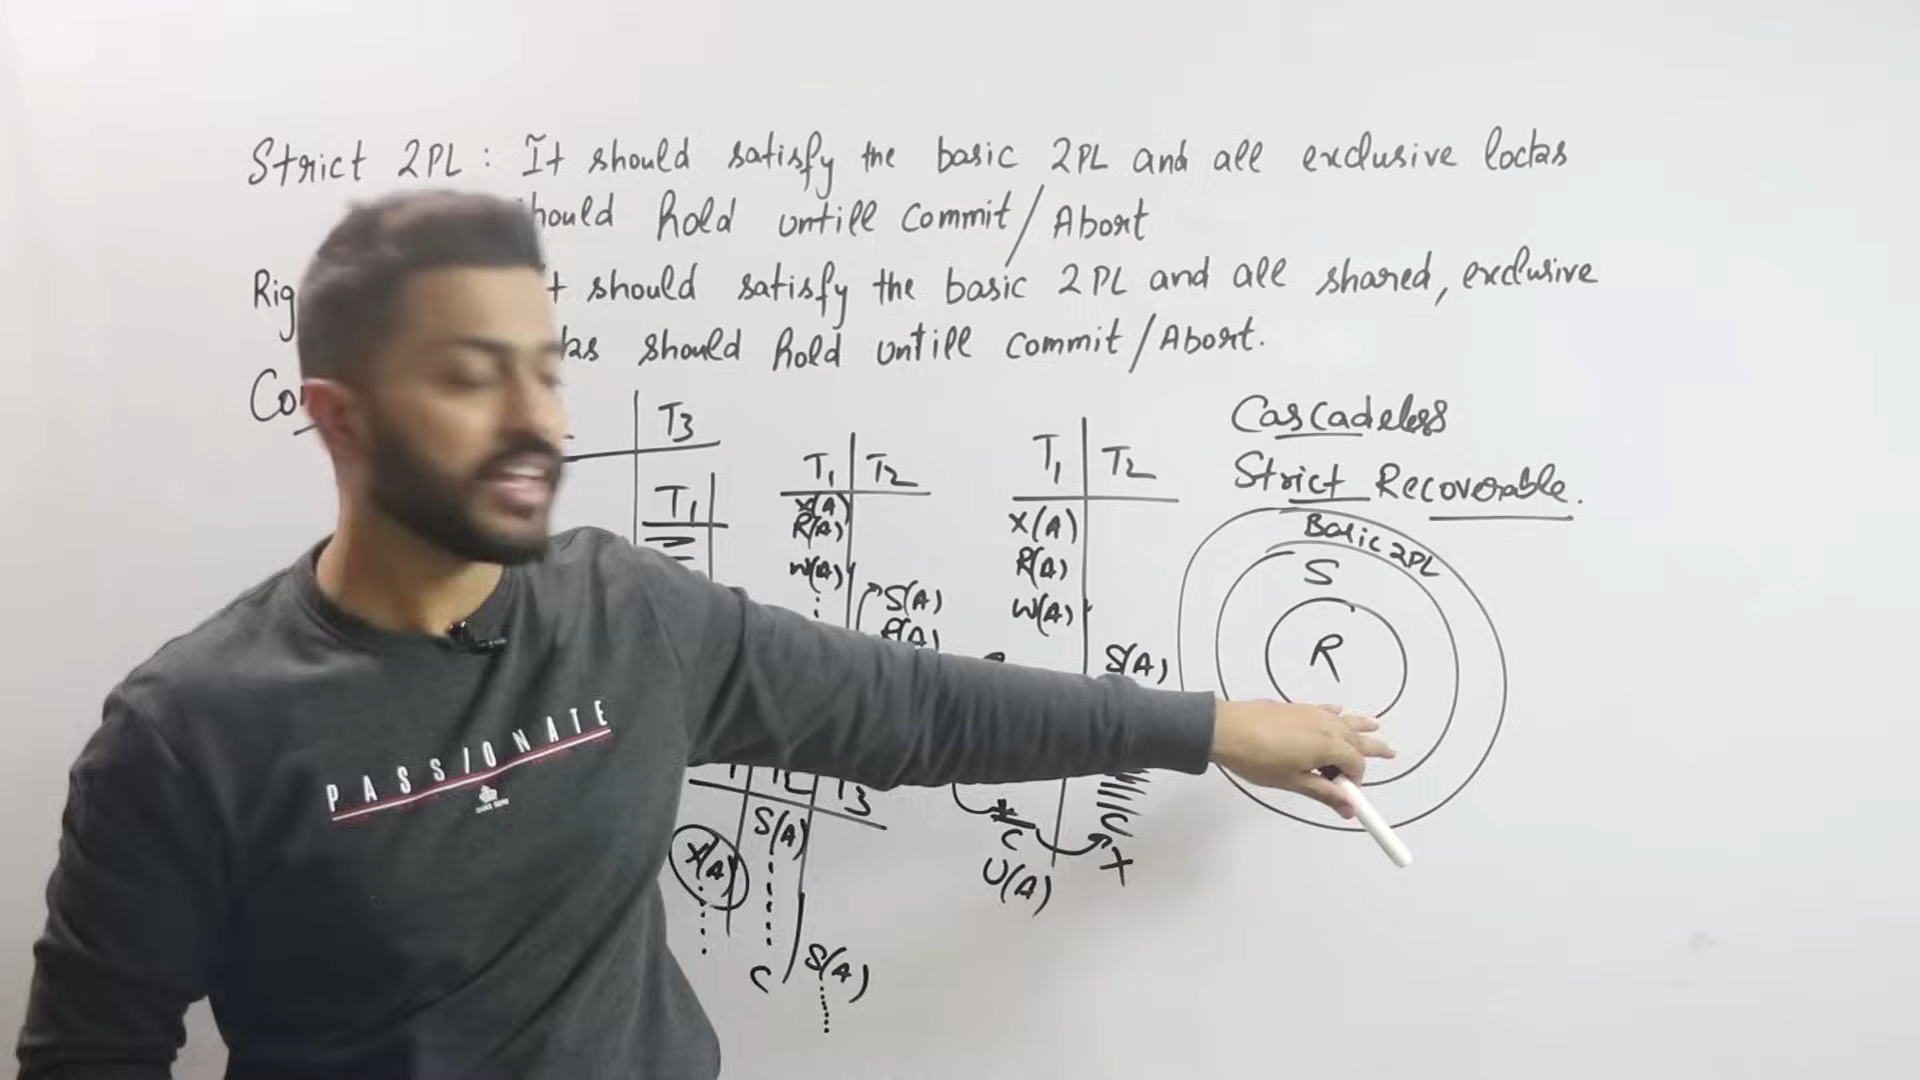 Strict 2PL : It should satisfy the basic 2PL and all exclusive locks
hould hold untill Commit/Abort
Rig t should satisfy the basic 2PL and all shared, exclusive
ks should hold untill commit/Abort.
Co
T3
T1
T1 T2
X(A)
R(A)
W(A)
S(A)
R(A)
T1 T2
X(A)
R(A)
W(A)
S(A)
C
C
U(A)
Cascadeless
Strict Recoverable.
Basic 2PL
S
R
T2 T3
X(A)
S(A)
C
S(A)
PASSIONATE